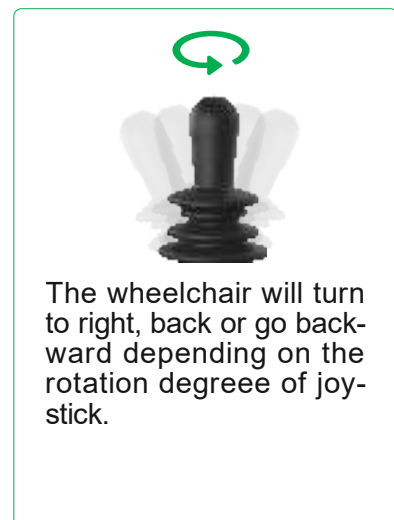 The wheelchair will turn
to right, back or go back-
ward depending on the
rotation degreee of joy-
stick.